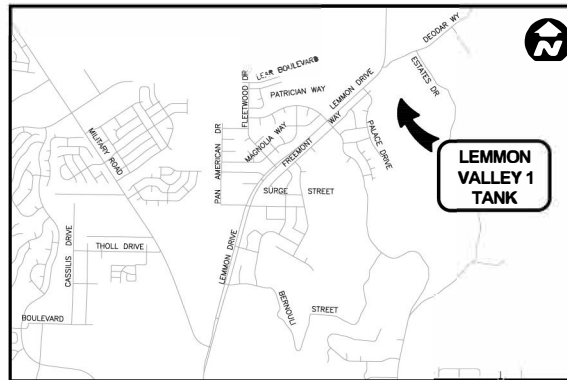 DEODAR WY
N
LEAR BOULEVARD
ESTATES DR
FLEETWOOD DR
PATRICIAN WAY
LEMMON DRIVE
MILITARY ROAD
MAGNOLIA WAY
FREEMONT WAY
PALACE DRIVE
PAN AMERICAN DR
LEMMON
VALLEY 1
TANK
SURGE STREET
CASSILIS DRIVE
THOLL DRIVE
LEMMON DRIVE
BERNOULI STREET
BOULEVARD